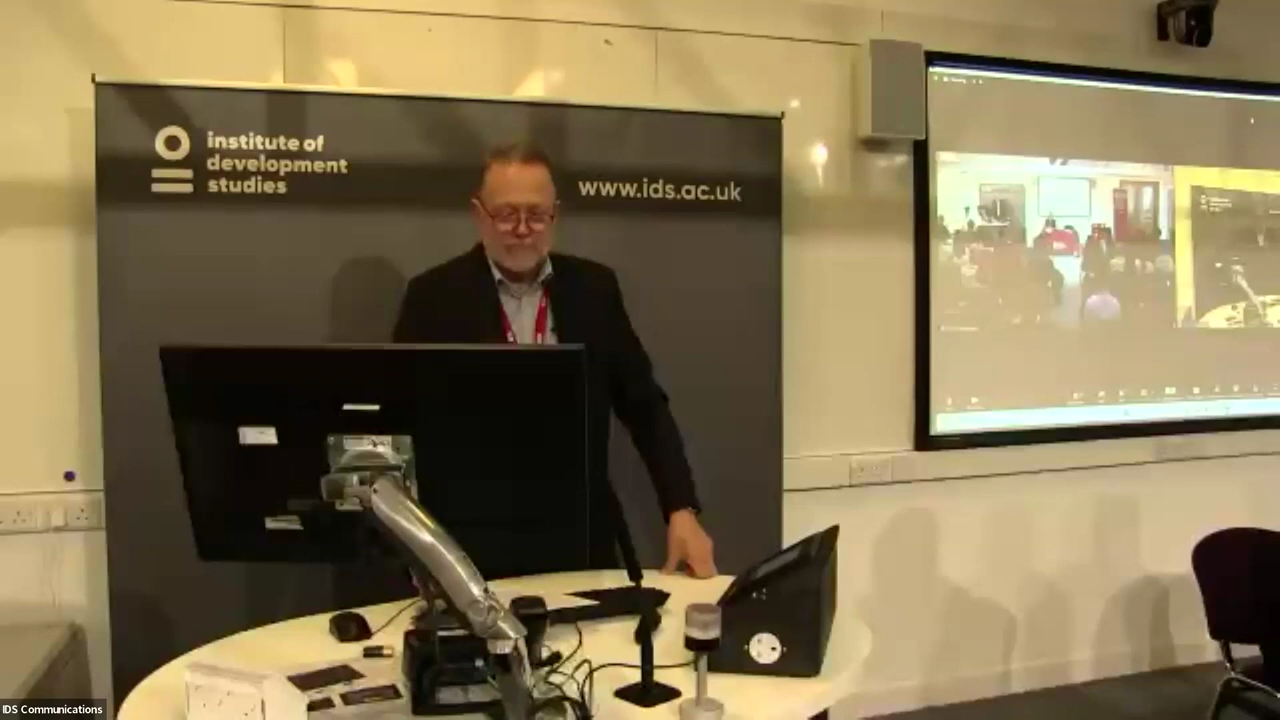 institute of
development
studies
www.ids.ac.uk
IDS Communications